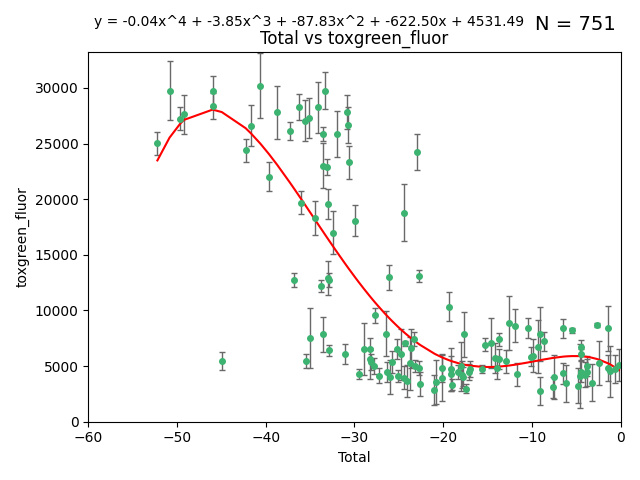 y = -0.04x^4 + -3.85x^3 + -87.83x^2 + -622.50x + 4531.49
N = 751
Total vs toxgreen_fluor
toxgreen_fluor
30000
25000
20000
15000
10000
5000
0
−60
−50
−40
−30
−20
−10
0
Total